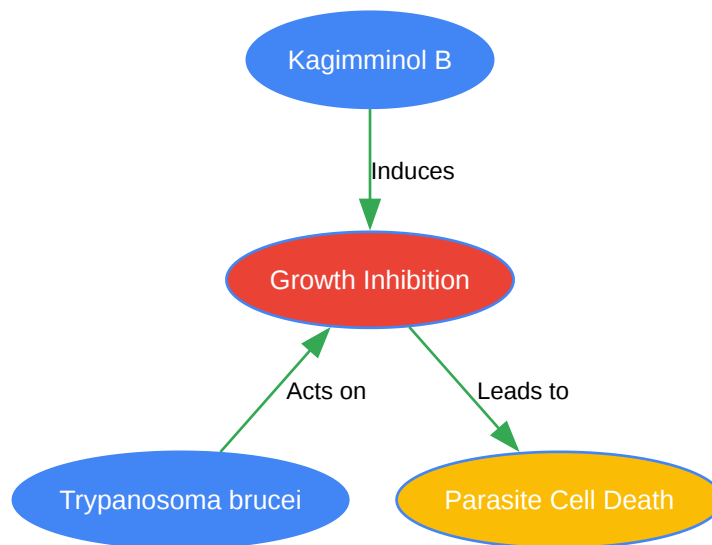 Kagimminol B
Induces
Growth Inhibition
Acts on
Leads to
Trypanosoma brucei
Parasite Cell Death